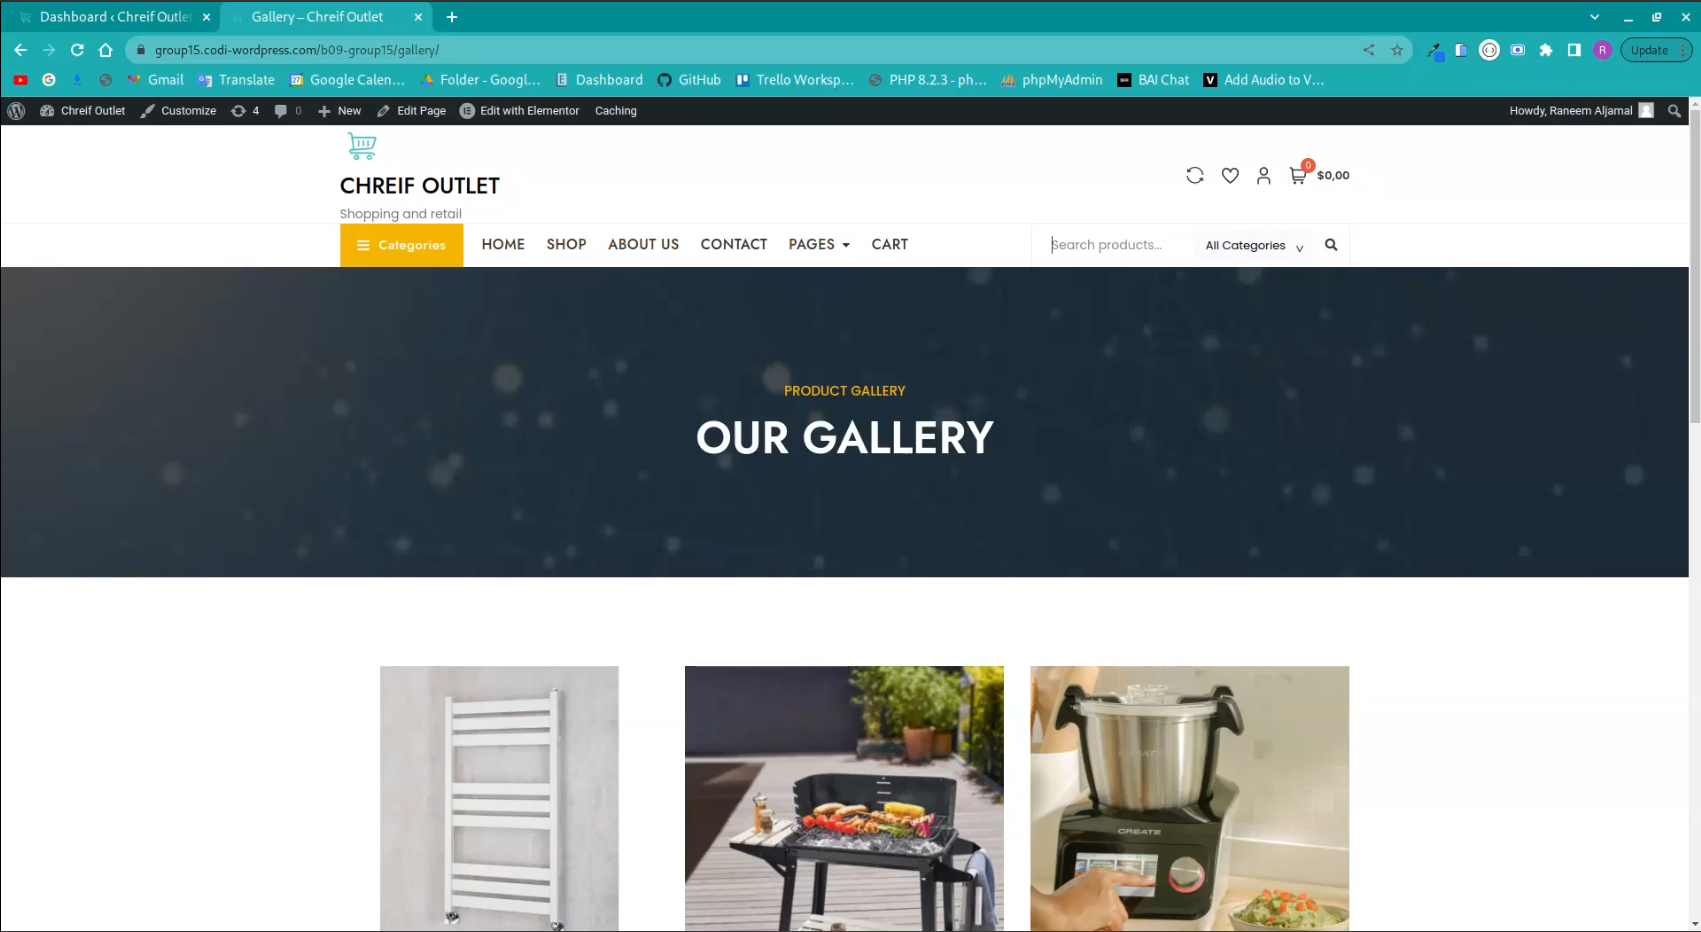 Dashboard ‹ Chreif Outlet
Gallery – Chreif Outlet
group15.codi-wordpress.com/b09-group15/gallery/
R
Update
Gmail
Translate
Google Calen...
Folder - Googl...
Dashboard
GitHub
Trello Worksp...
PHP 8.2.3 - ph...
phpMyAdmin
BAI Chat
Add Audio to V...
Chreif Outlet
Customize
4
0
New
Edit Page
Edit with Elementor
Caching
Howdy, Raneem Aljamal
CHREIF OUTLET
Shopping and retail
0
$0,00
Categories
HOME
SHOP
ABOUT US
CONTACT
PAGES
CART
Search products...
All Categories
PRODUCT GALLERY
OUR GALLERY
CREATE